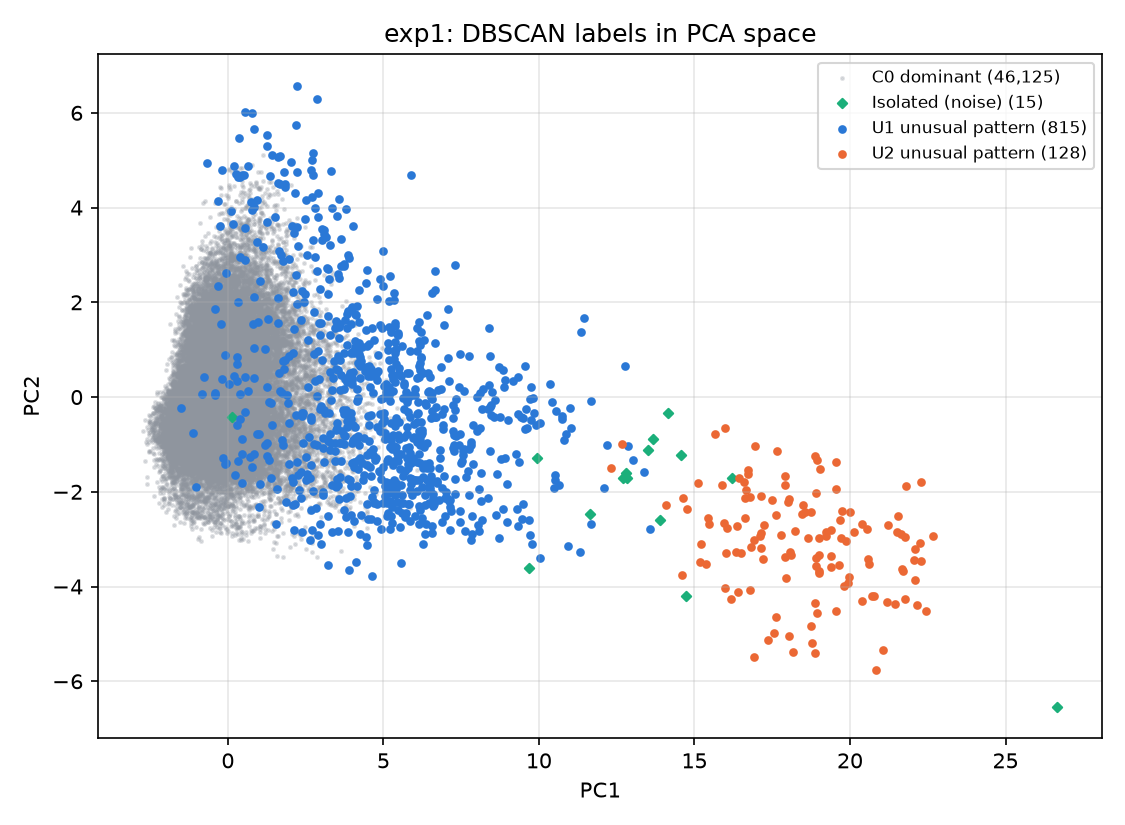 exp1: DBSCAN labels in PCA space
C0 dominant (46,125)
Isolated (noise) (15)
U1 unusual pattern (815)
U2 unusual pattern (128)
6
4
2
0
−2
−4
−6
PC2
0 5 10 15 20 25
PC1